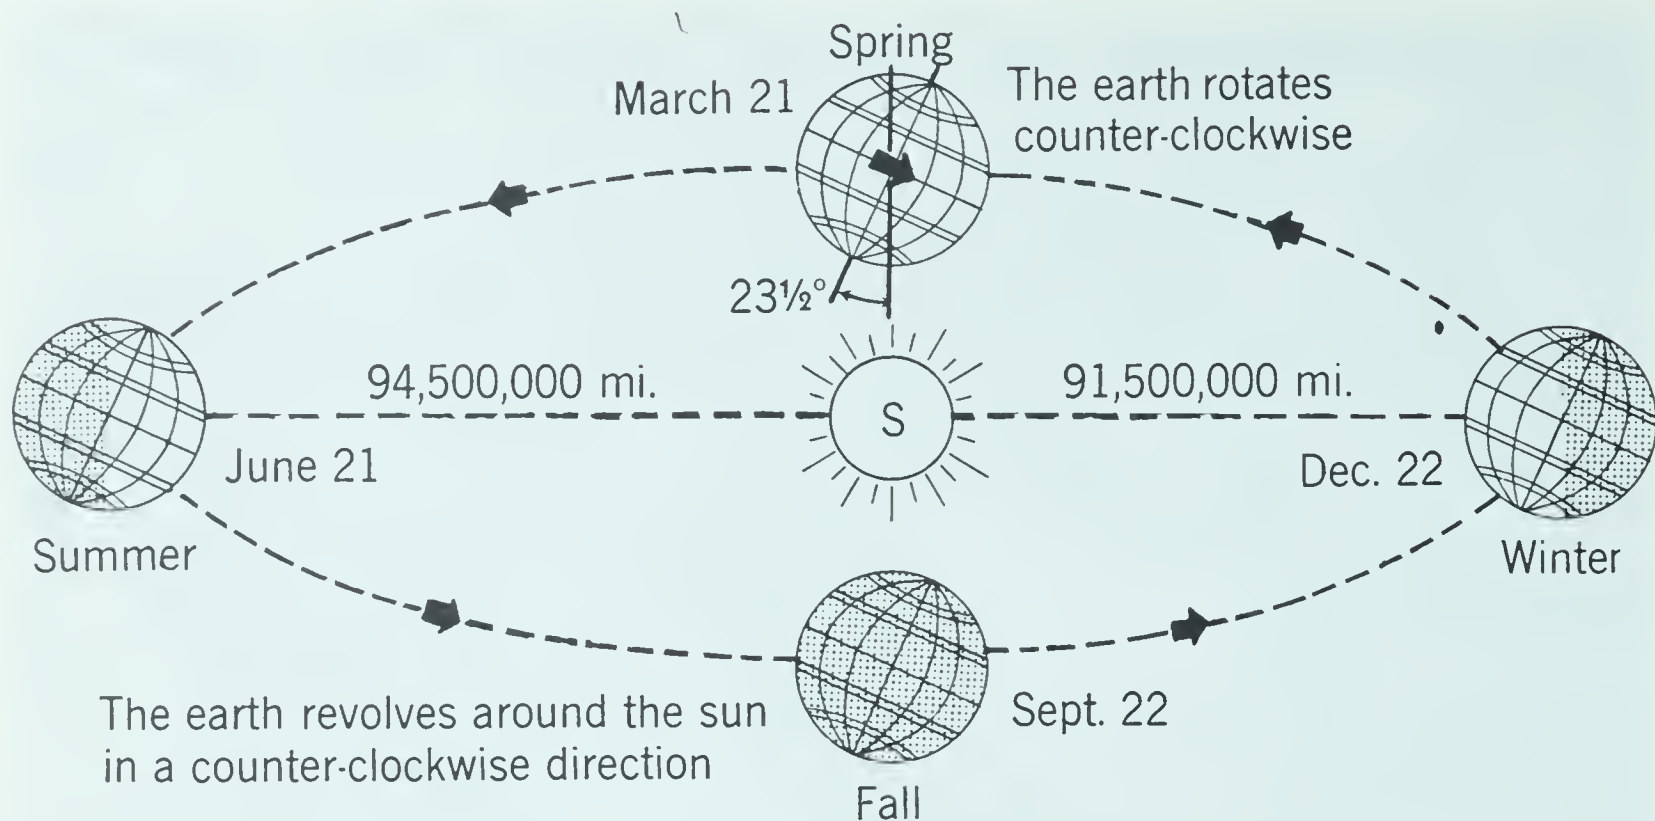 Spring
March 21
The earth rotates
counter-clockwise
23½°
94,500,000 mi.
91,500,000 mi.
S
June 21
Dec. 22
Summer
Winter
The earth revolves around the sun
in a counter-clockwise direction
Sept. 22
Fall